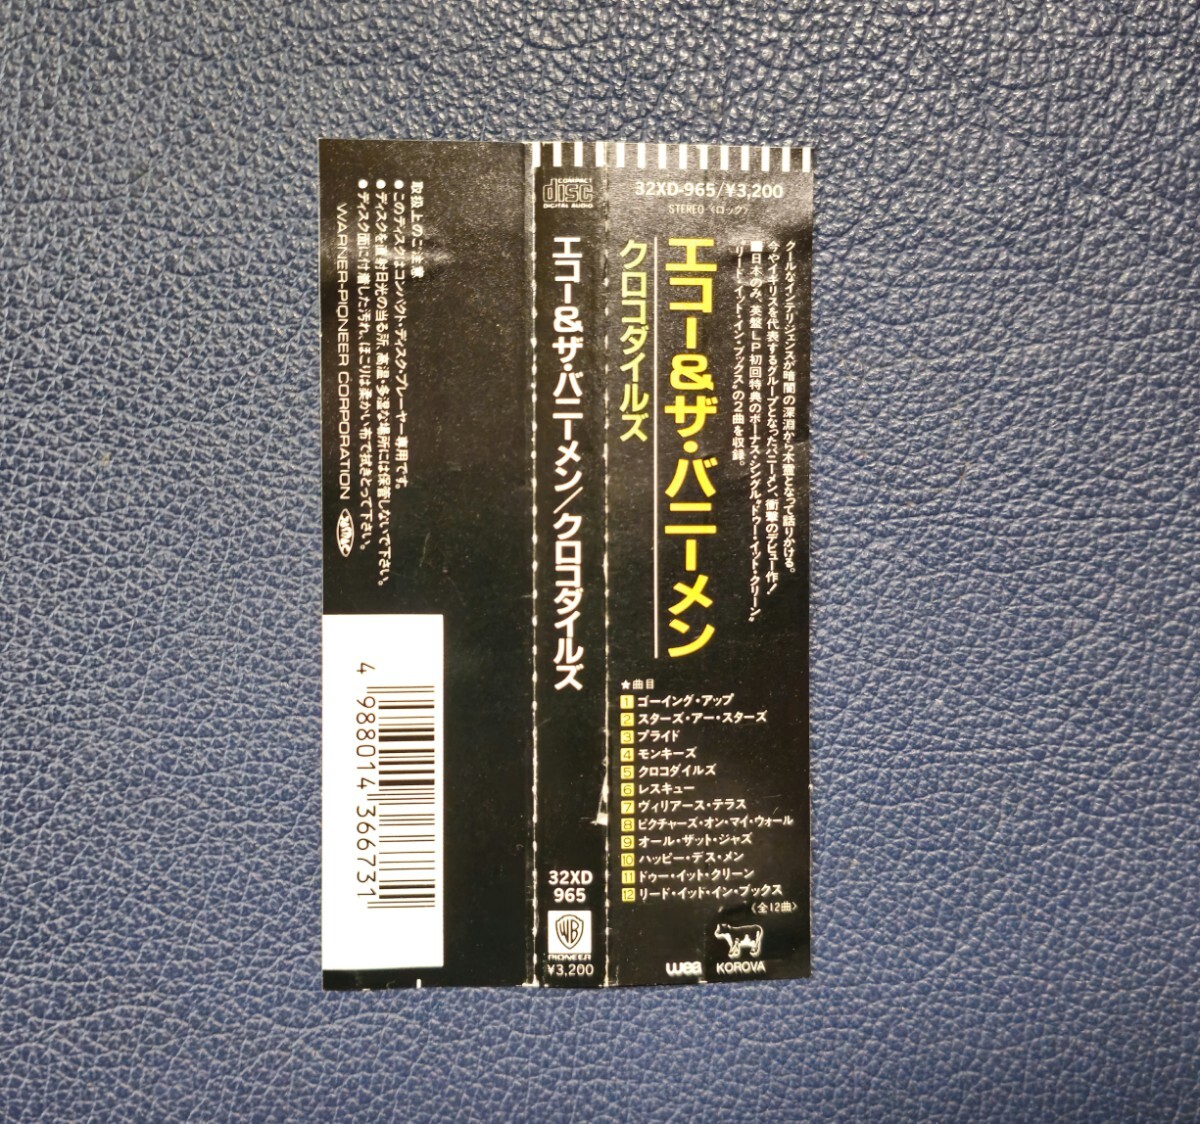 32XD-965/¥3,200
STEREO 〈ロック〉
クールなインテリジェンスが暗闇の深淵から木霊となって語りかける。
今やイギリスを代表するグループとなったバニーメン、衝撃のデビュー作!
■日本のみ、英盤LP初回特典のボーナス・シングル“ドゥー・イット・クリーン”
“リード・イット・イン・ブックス”の2曲を収録。
エコー&ザ・バニーメン
クロコダイルズ
★曲目
1 ゴーイング・アップ
2 スターズ・アー・スターズ
3 プライド
4 モンキーズ
5 クロコダイルズ
6 レスキュー
7 ヴィリアース・テラス
8 ピクチャーズ・オン・マイ・ウォール
9 オール・ザット・ジャズ
10 ハッピー・デス・メン
11 ドゥー・イット・クリーン
12 リード・イッド・イン・ブックス
〈全12曲〉
wea
KOROVA
COMPACT
disc
DIGITAL AUDIO
エコー&ザ・バニーメン/クロコダイルズ
32XD
965
WB
PIONEER
¥3,200
取扱上のご注意
●このディスクはコンパクト・ディスク・プレーヤー専用です。
●ディスクを直射日光の当る所、高温・多湿な場所には保管しないで下さい。
●ディスク面に付着した汚れ、ほこりは柔かい布で拭きとって下さい。
WARNER-PIONEER CORPORATION
4 988014 366731